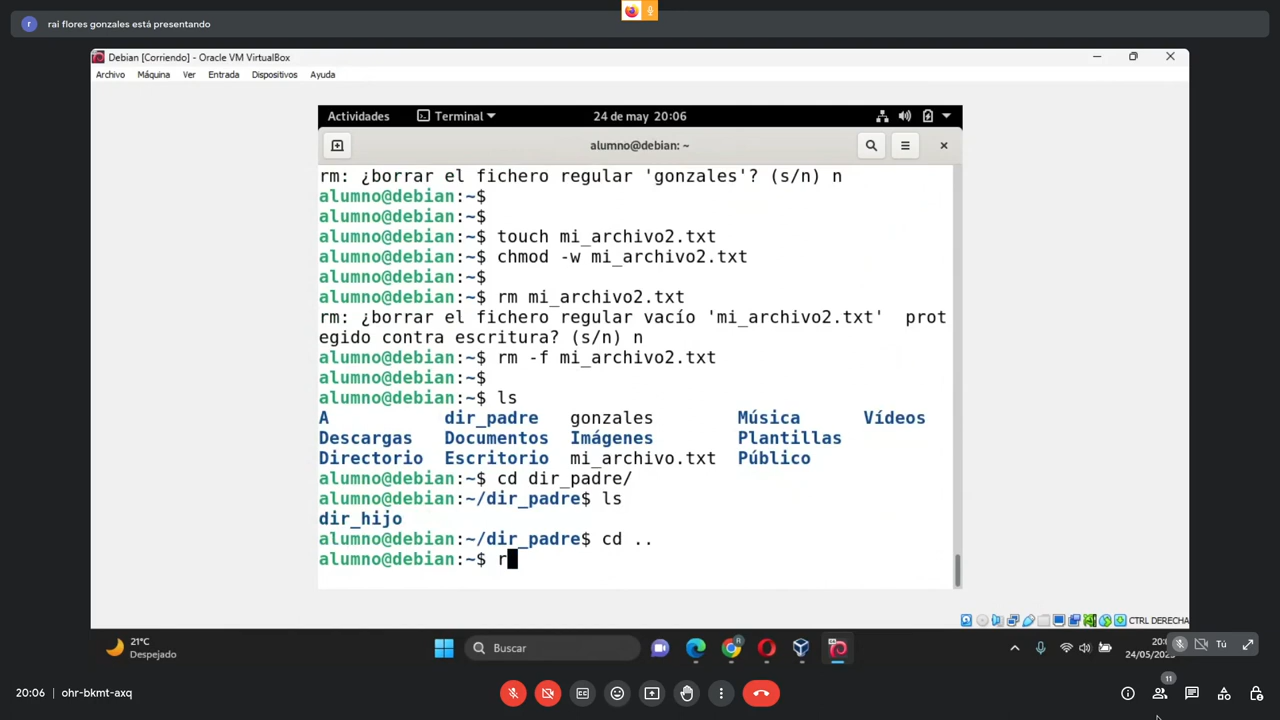 r rai flores gonzales está presentando
Debian [Corriendo] - Oracle VM VirtualBox
Archivo Máquina Ver Entrada Dispositivos Ayuda
Actividades Terminal 24 de may 20:06
alumno@debian: ~
rm: ¿borrar el fichero regular 'gonzales'? (s/n) n
alumno@debian:~$
alumno@debian:~$
alumno@debian:~$ touch mi_archivo2.txt
alumno@debian:~$ chmod -w mi_archivo2.txt
alumno@debian:~$
alumno@debian:~$ rm mi_archivo2.txt
rm: ¿borrar el fichero regular vacío 'mi_archivo2.txt'  prot
egido contra escritura? (s/n) n
alumno@debian:~$ rm -f mi_archivo2.txt
alumno@debian:~$
alumno@debian:~$ ls
A dir_padre gonzales Música Vídeos
Descargas Documentos Imágenes Plantillas
Directorio Escritorio mi_archivo.txt Público
alumno@debian:~$ cd dir_padre/
alumno@debian:~/dir_padre$ ls
dir_hijo
alumno@debian:~/dir_padre$ cd ..
alumno@debian:~$ r
CTRL DERECHA
21°C
Despejado
Buscar
Tú
20:06 ohr-bkmt-axq
11